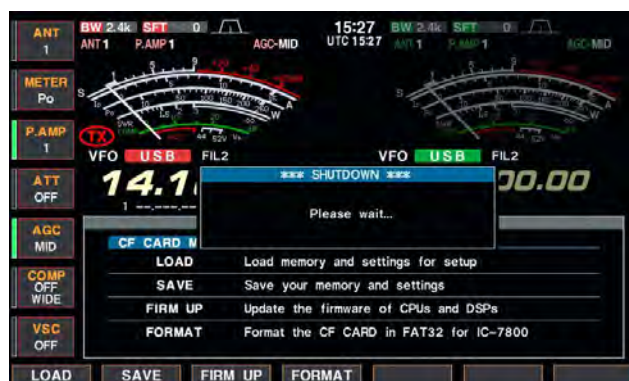 ANT
1
BW 2.4k SFT 0
15:27
BW 2.4k SFT 0
ANT1 P.AMP1 AGC-MID
UTC 15:27
ANT 1 P.AMP 1 AGC-MID
METER
Po
P.AMP
1
TX
VFO USB FIL2
VFO USB FIL2
ATT
OFF
14.1
00.00
*** SHUTDOWN ***
Please wait...
1 --.---.--
AGC
MID
CF CARD M
LOAD Load memory and settings for setup
SAVE Save your memory and settings
COMP
OFF
WIDE
FIRM UP Update the firmware of CPUs and DSPs
FORMAT Format the CF CARD in FAT32 for IC-7800
VSC
OFF
LOAD SAVE FIRM UP FORMAT